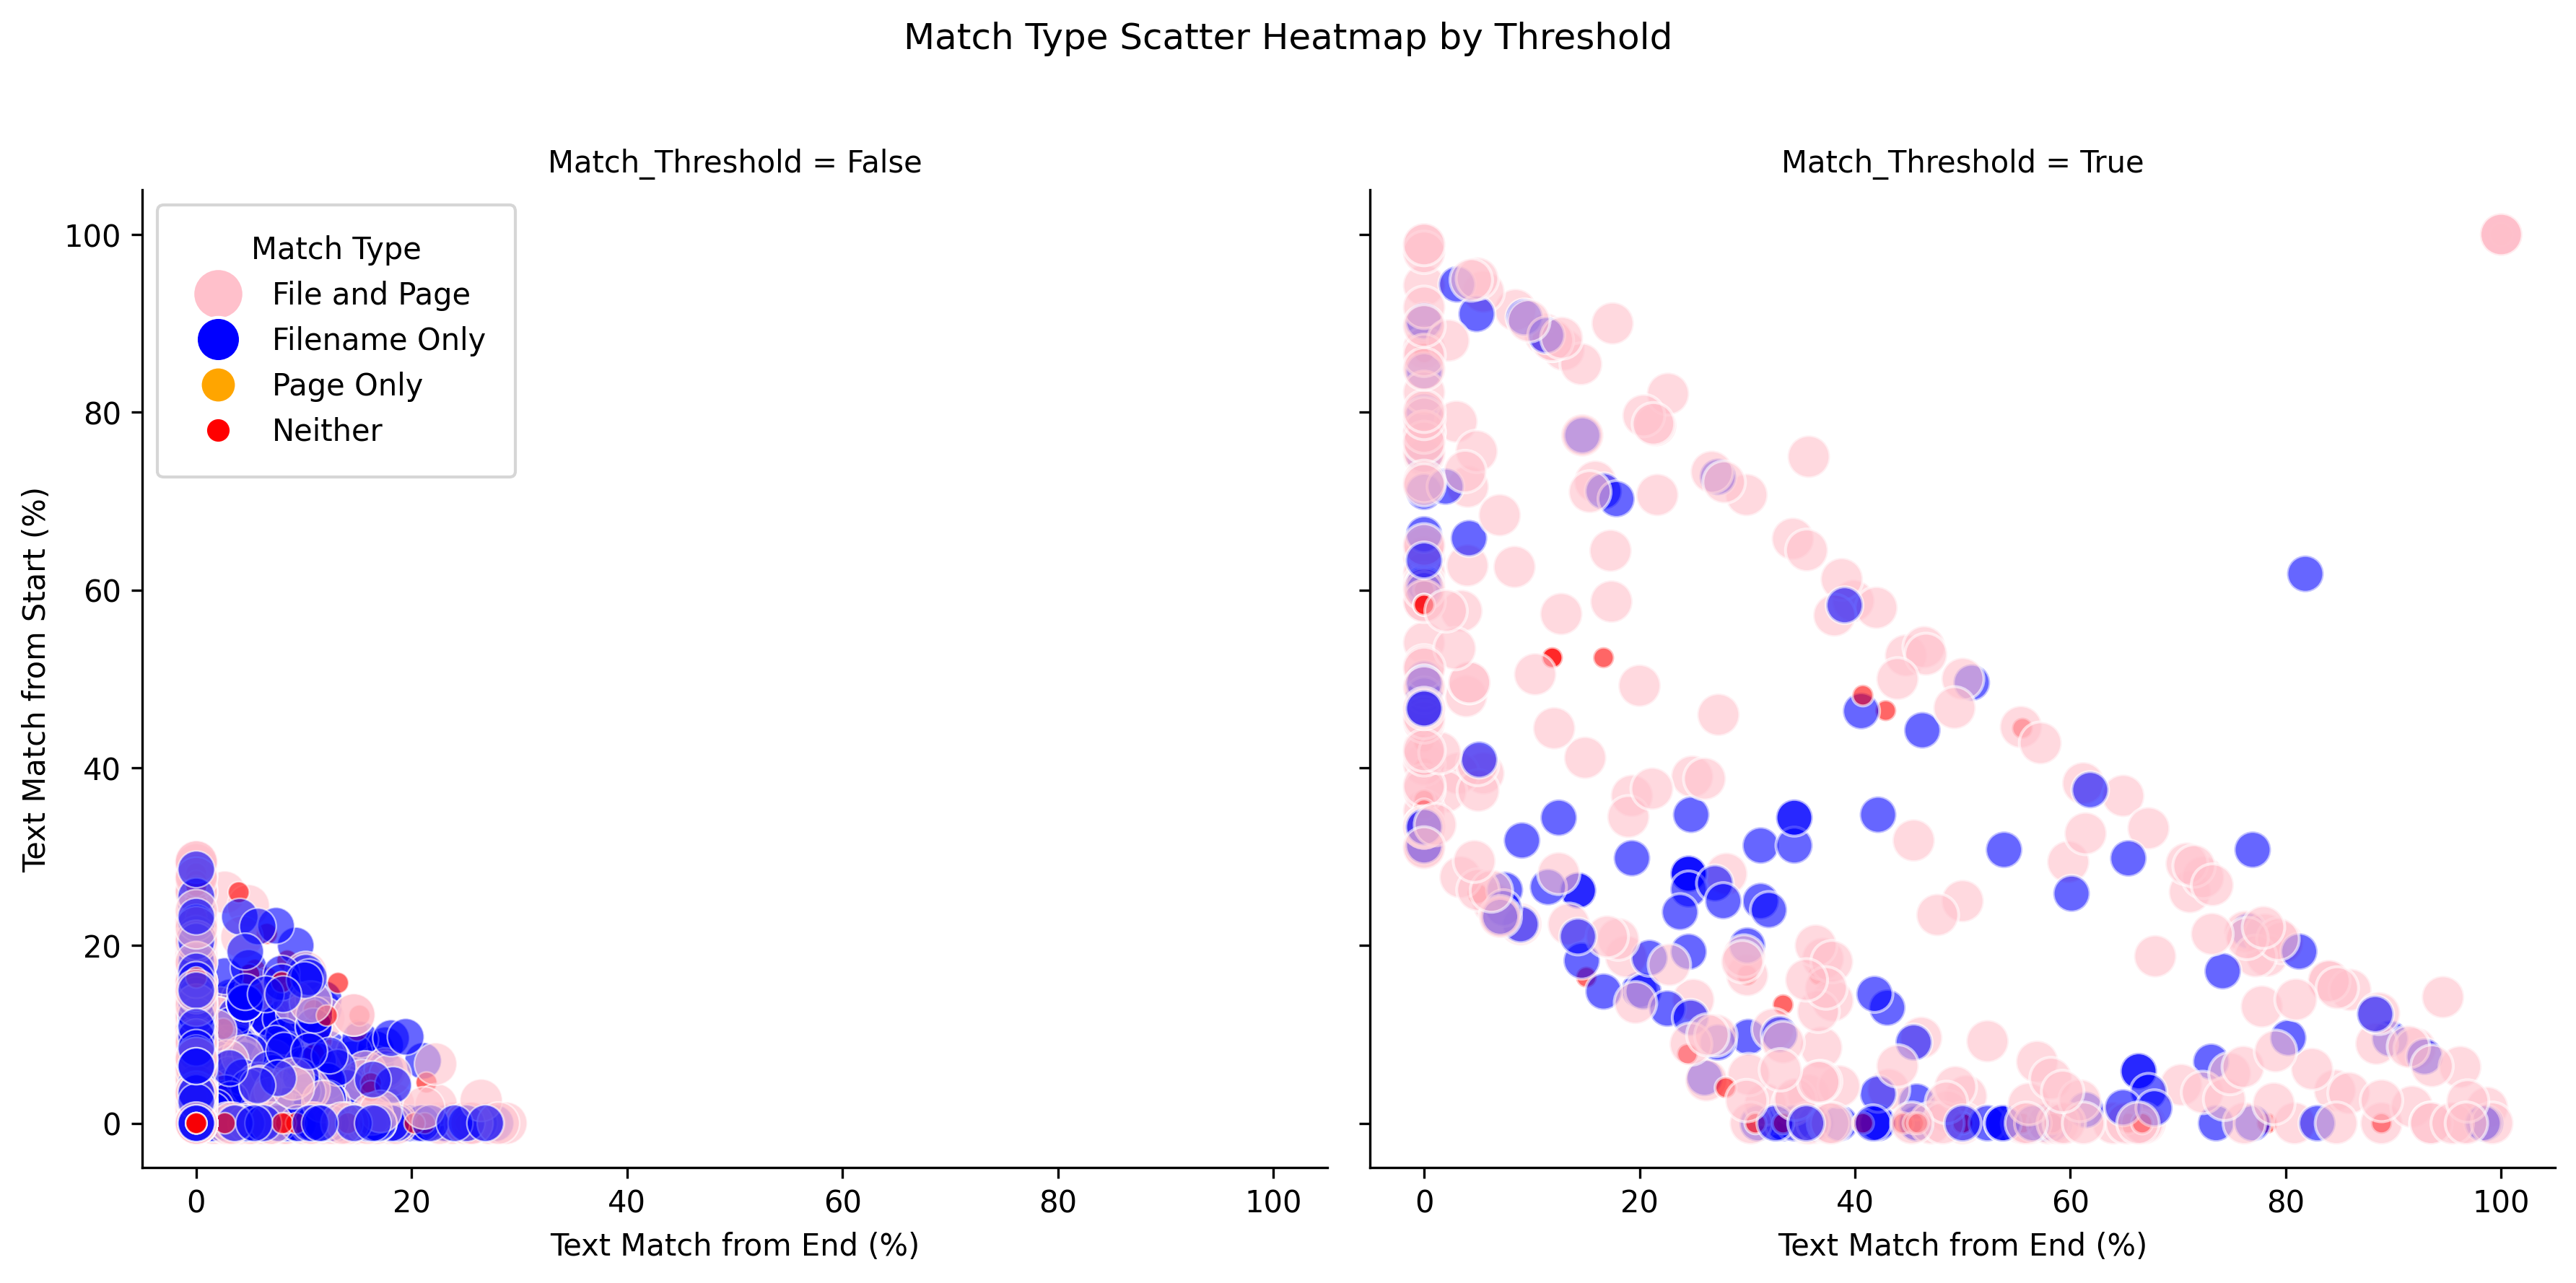 Match Type Scatter Heatmap by Threshold
Match_Threshold = False
Match_Threshold = True
Match Type
File and Page
Filename Only
Page Only
Neither
Text Match from Start (%)
100
80
60
40
20
0
0 20 40 60 80 100
0 20 40 60 80 100
Text Match from End (%)
Text Match from End (%)